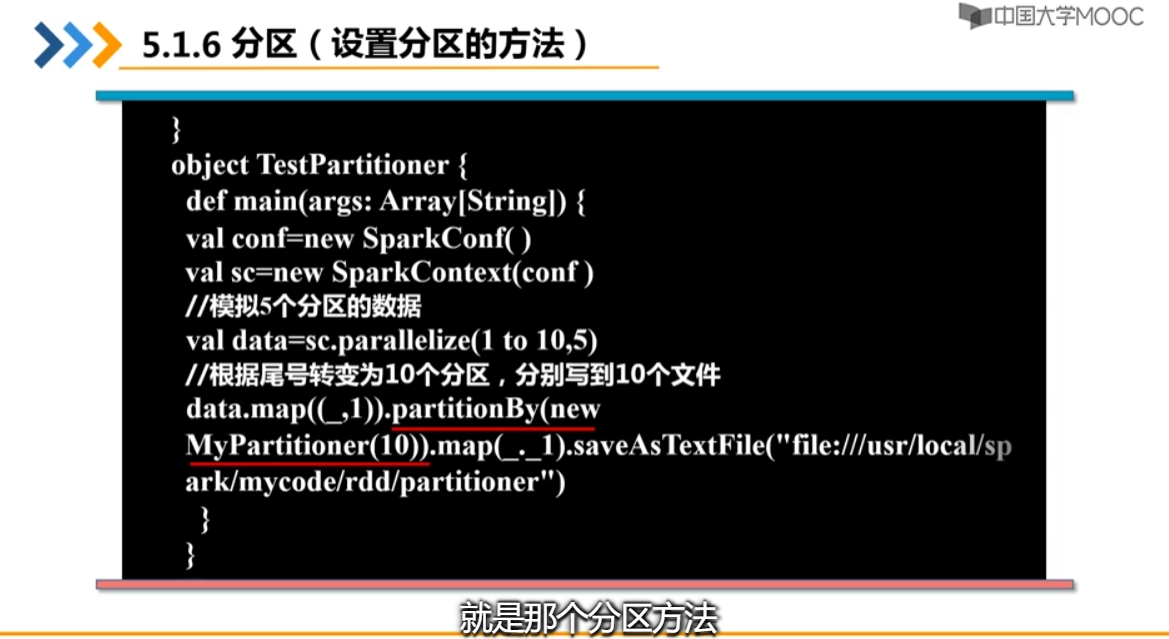 中国大学MOOC
5.1.6 分区（设置分区的方法）
}
object TestPartitioner {
def main(args: Array[String]) {
val conf=new SparkConf( )
val sc=new SparkContext(conf )
//模拟5个分区的数据
val data=sc.parallelize(1 to 10,5)
//根据尾号转变为10个分区，分别写到10个文件
data.map((_,1)).partitionBy(new
MyPartitioner(10)).map(_._1).saveAsTextFile("file:///usr/local/sp
ark/mycode/rdd/partitioner")
}
}
就是那个分区方法